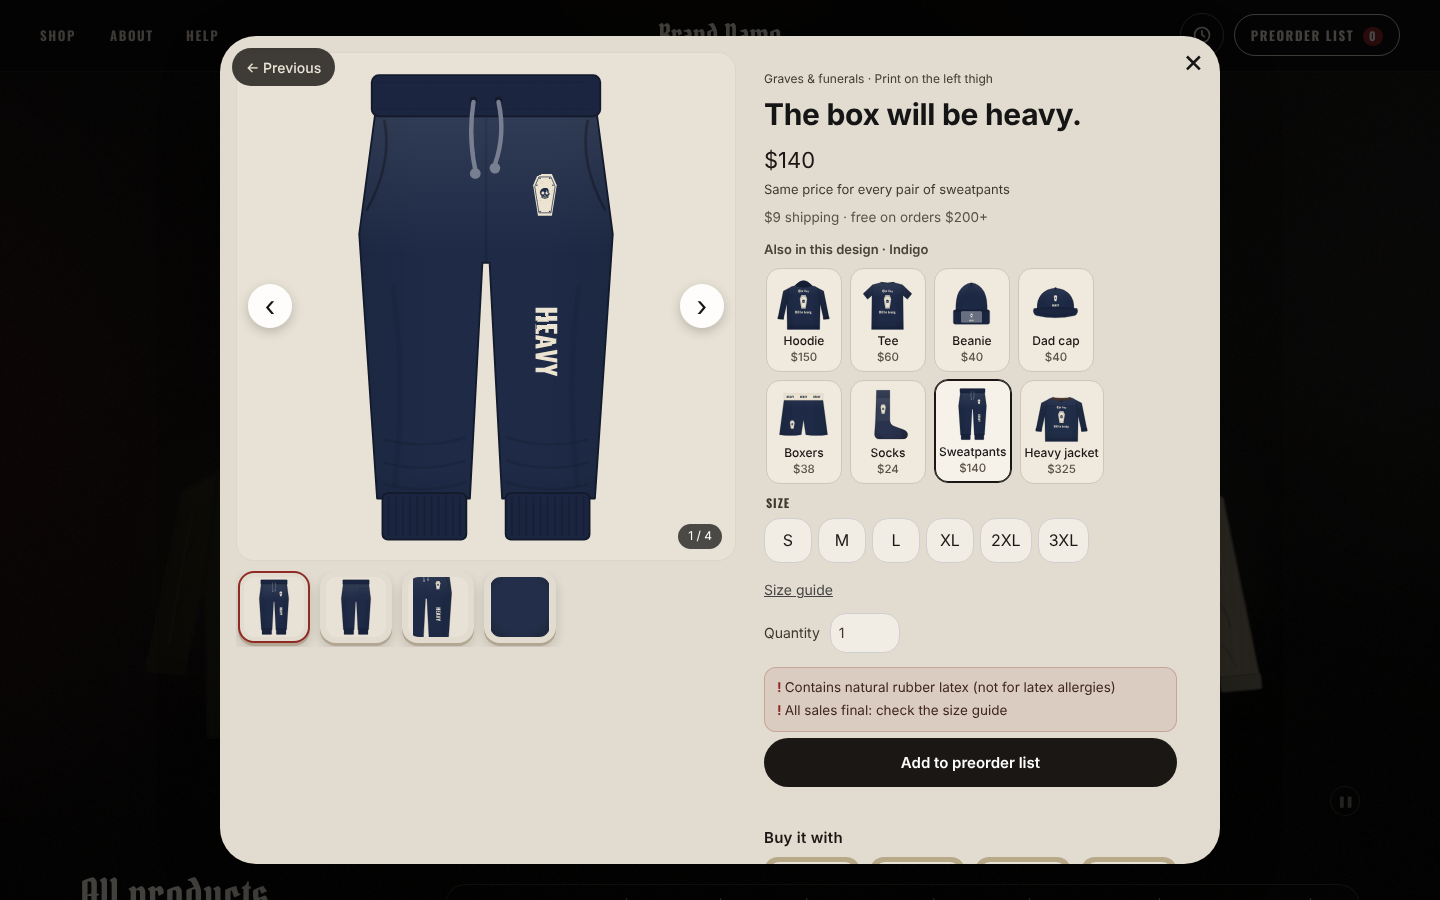 SHOP ABOUT HELP
Brand Name
PREORDER LIST 0
← Previous
HEAVY
1 / 4
Graves & funerals · Print on the left thigh
The box will be heavy.
$140
Same price for every pair of sweatpants
$9 shipping · free on orders $200+
Also in this design · Indigo
Hoodie
$150
Tee
$60
Beanie
$40
Dad cap
$40
Boxers
$38
Socks
$24
Sweatpants
$140
Heavy jacket
$325
SIZE
S M L XL 2XL 3XL
Size guide
Quantity 1
! Contains natural rubber latex (not for latex allergies)
! All sales final: check the size guide
Add to preorder list
Buy it with
All products